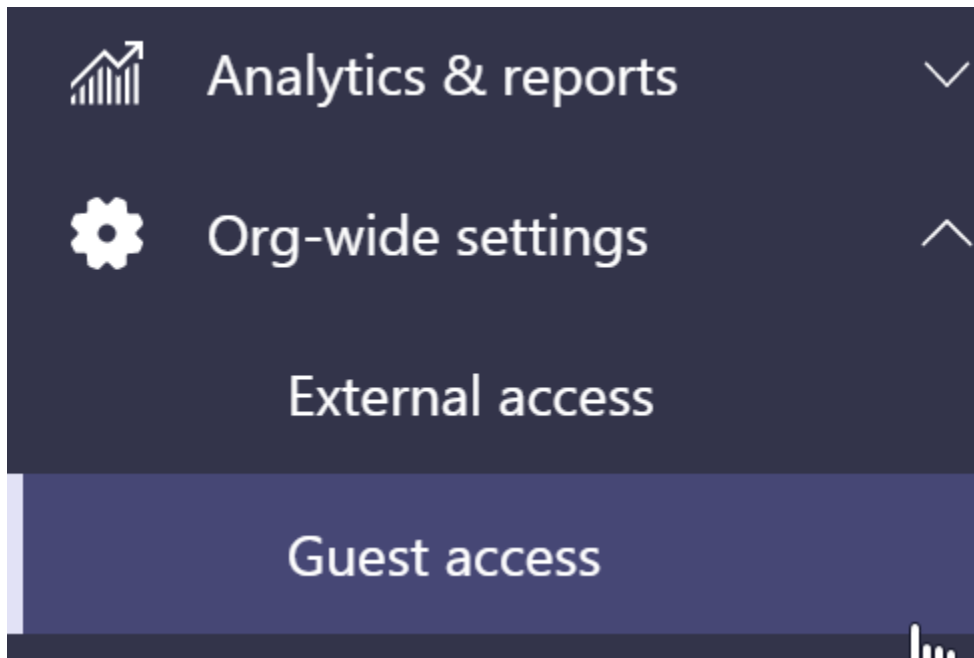 Analytics & reports
Org-wide settings
External access
Guest access